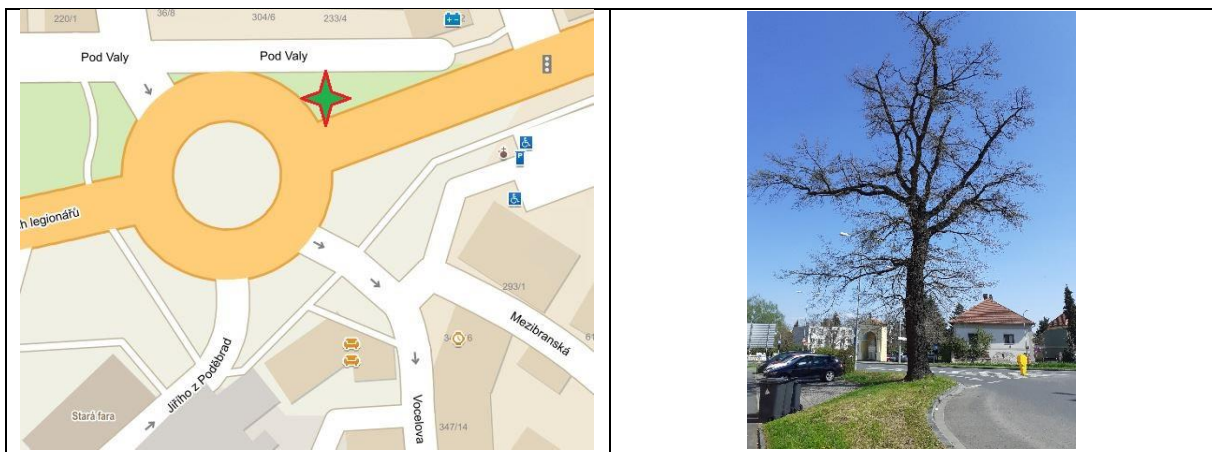 220/1
36/8
304/6
233/4
Pod Valy
Pod Valy
h legionářů
P
293/1
Mezibranská
61
Jiřího z Poděbrad
Stará fara
Vocelova
347/14